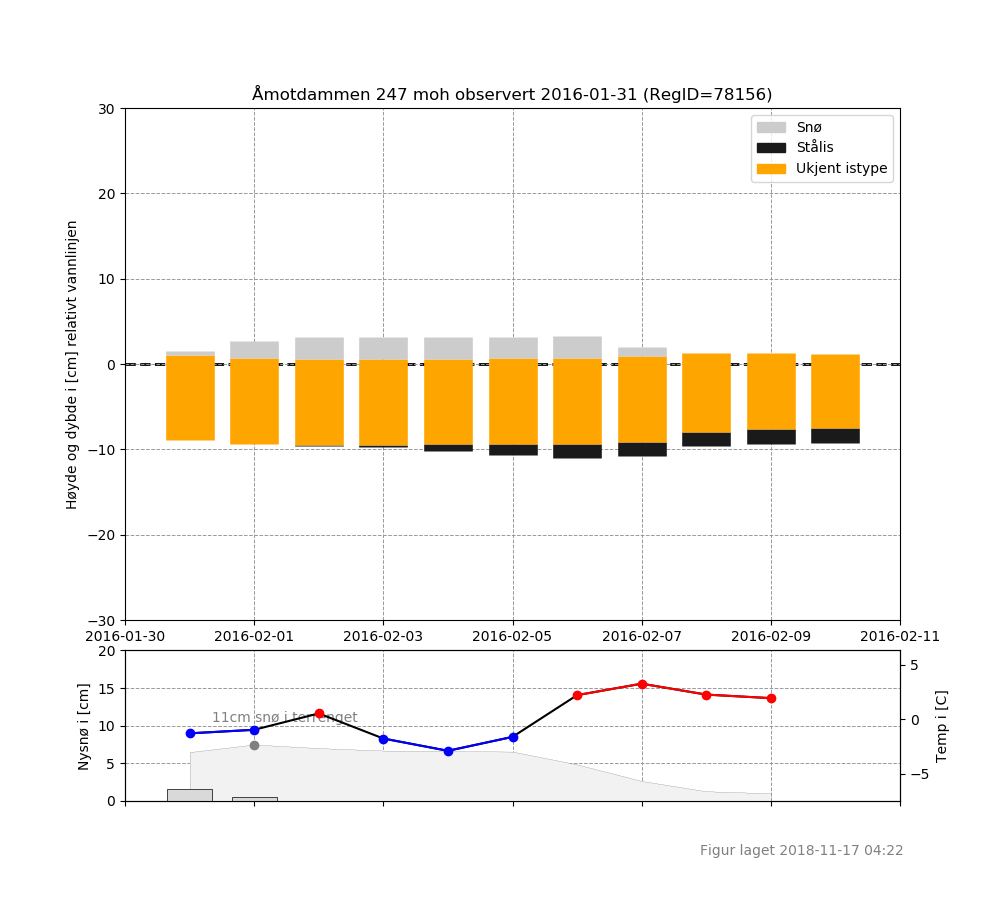 Åmotdammen 247 moh observert 2016-01-31 (RegID=78156)
30
20
10
0
−10
−20
−30
Høyde og dybde i [cm] relativt vannlinjen
Snø
Stålis
Ukjent istype
2016-01-30 2016-02-01 2016-02-03 2016-02-05 2016-02-07 2016-02-09 2016-02-11
20
15
10
5
0
Nysnø i [cm]
11cm snø i terrenget
5
0
−5
Temp i [C]
Figur laget 2018-11-17 04:22